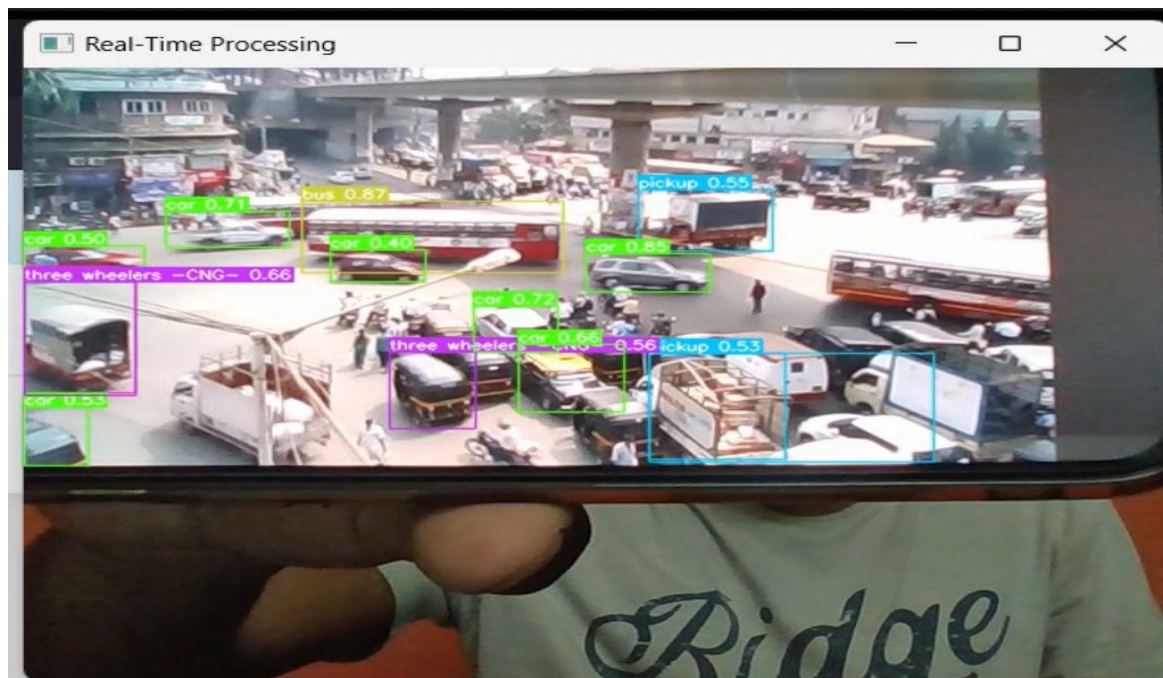 Real-Time Processing
bus 0.87
pickup 0.55
car 0.71
car 0.50
car 0.40
car 0.85
three wheelers -CNG- 0.66
car 0.72
car 0.66
three wheelers -CNG- 0.56
ickup 0.53
car 0.53
Ridge